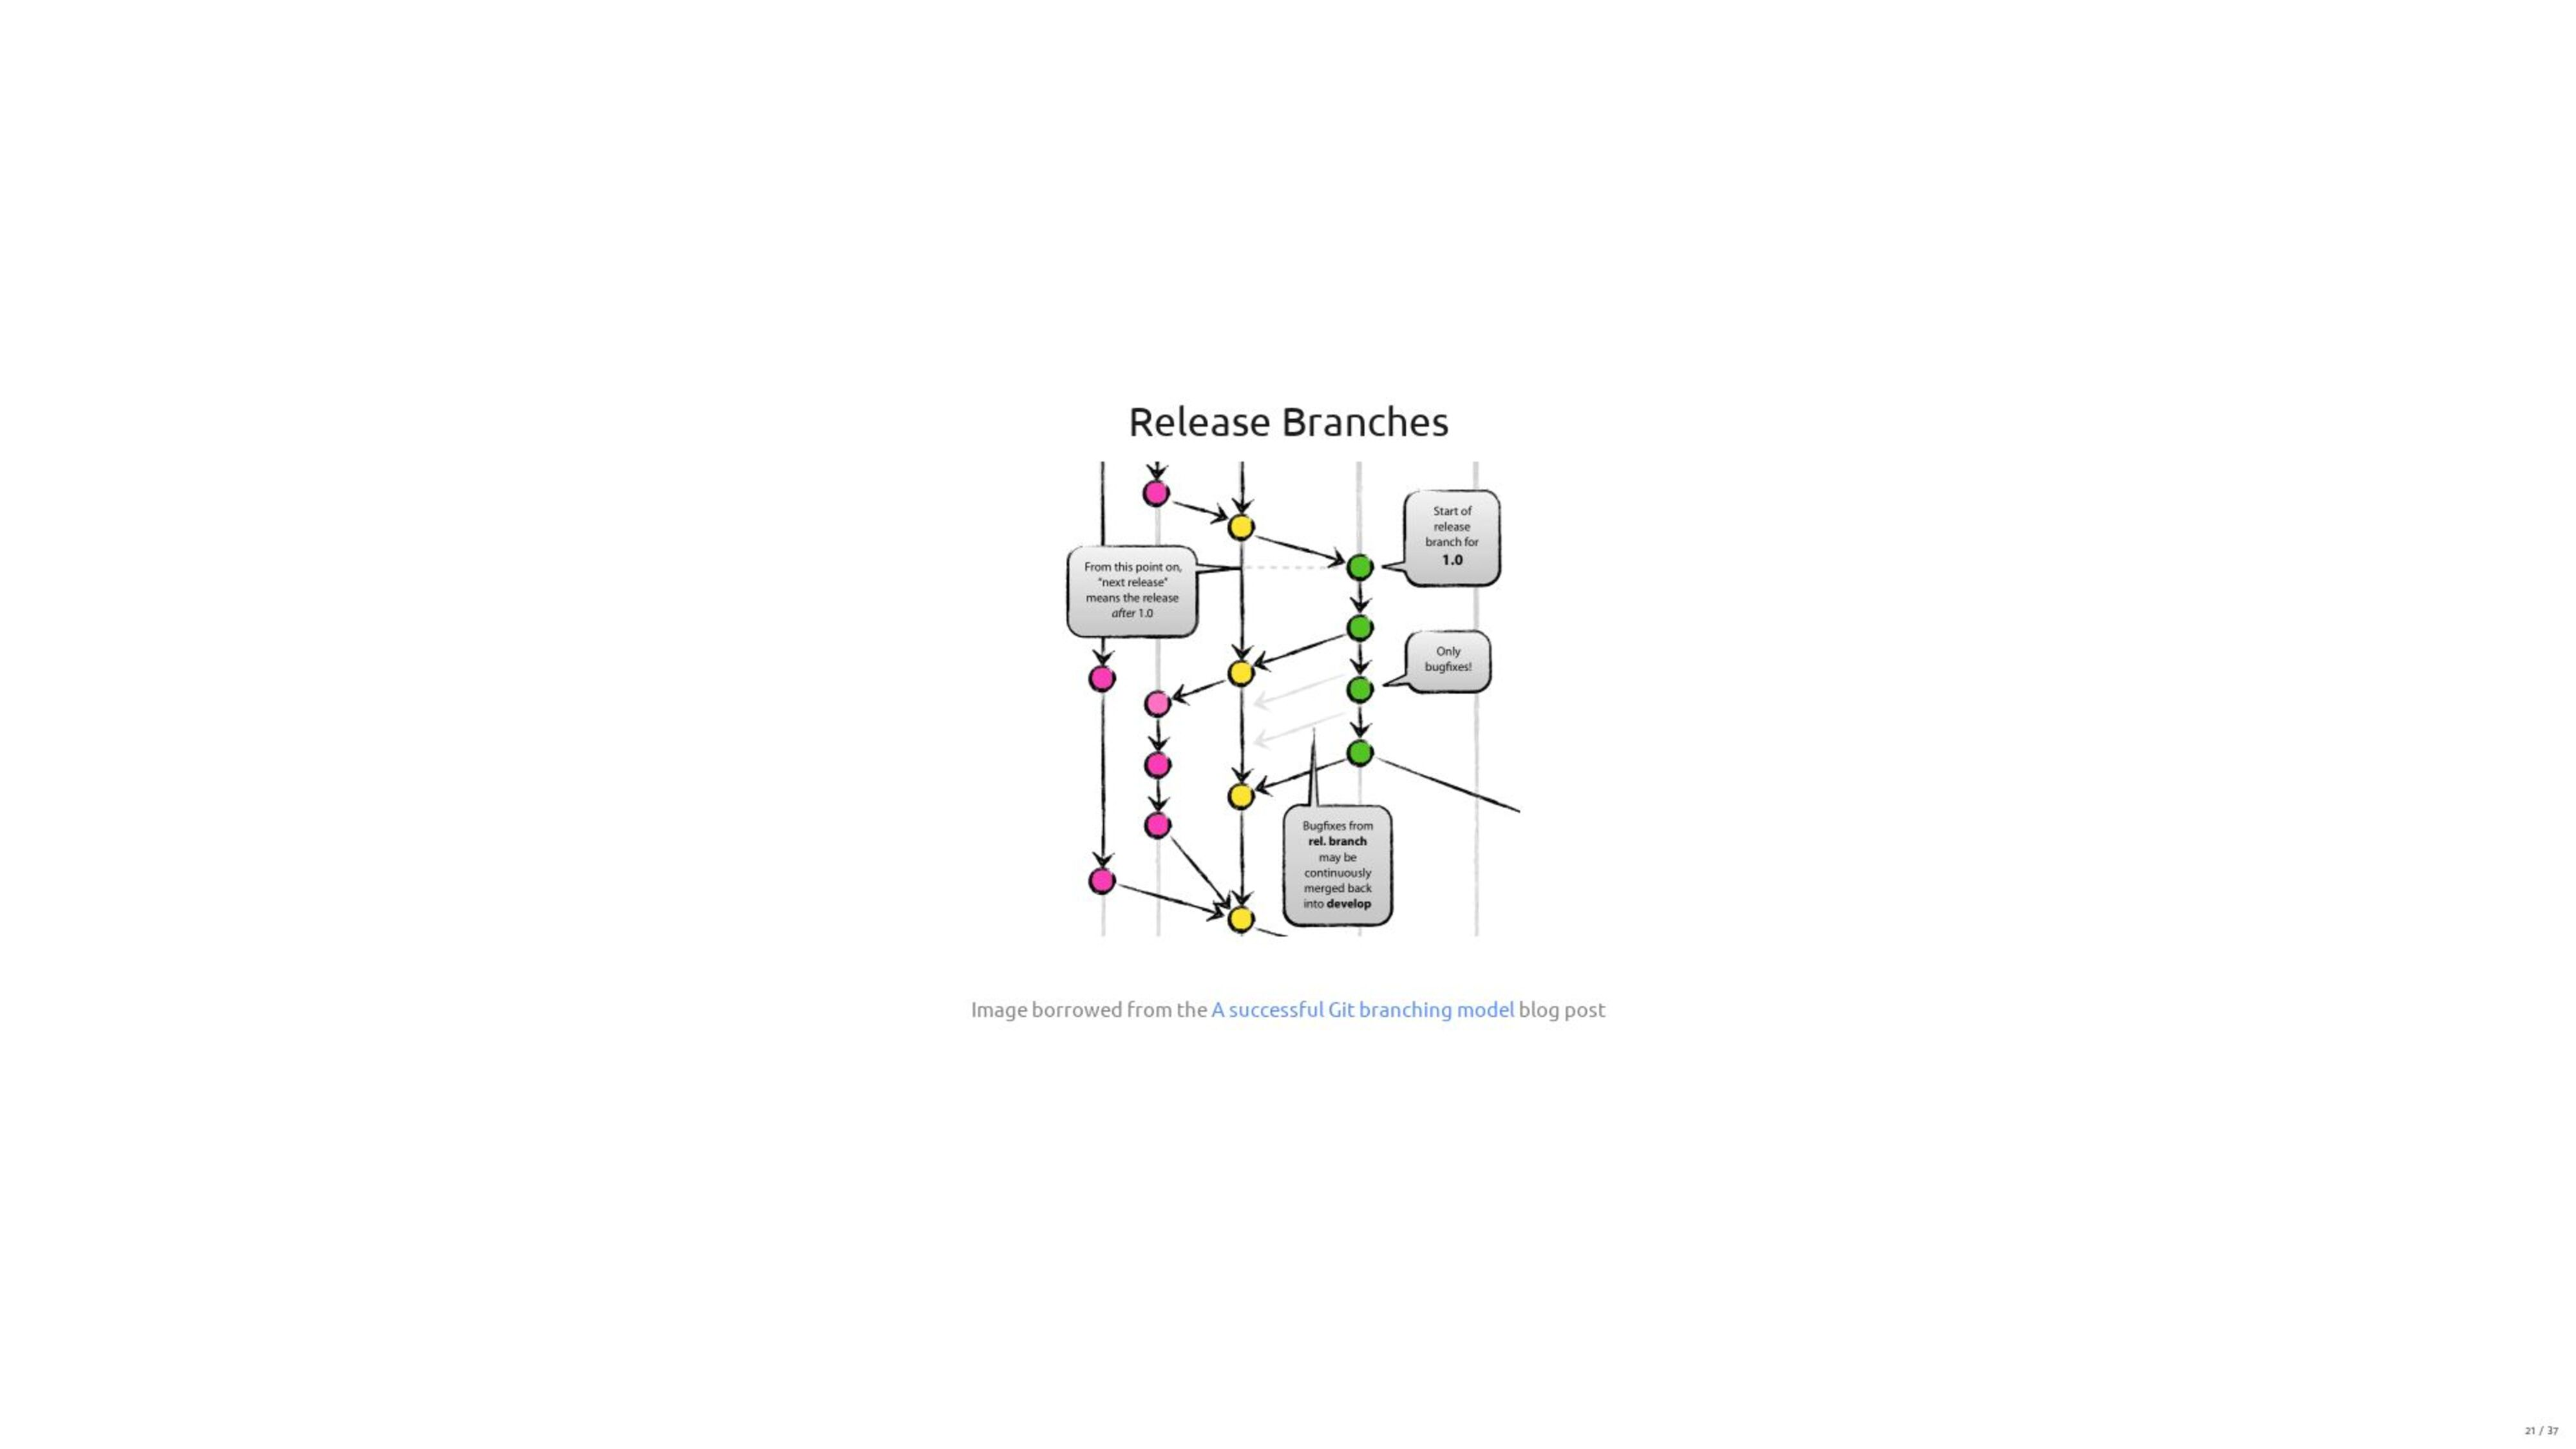 Release Branches
Start of
release
branch for
1.0
From this point on,
"next release"
means the release
after 1.0
Only
bugfixes!
Bugfixes from
rel. branch
may be
continuously
merged back
into develop
Image borrowed from the A successful Git branching model blog post
21 / 37